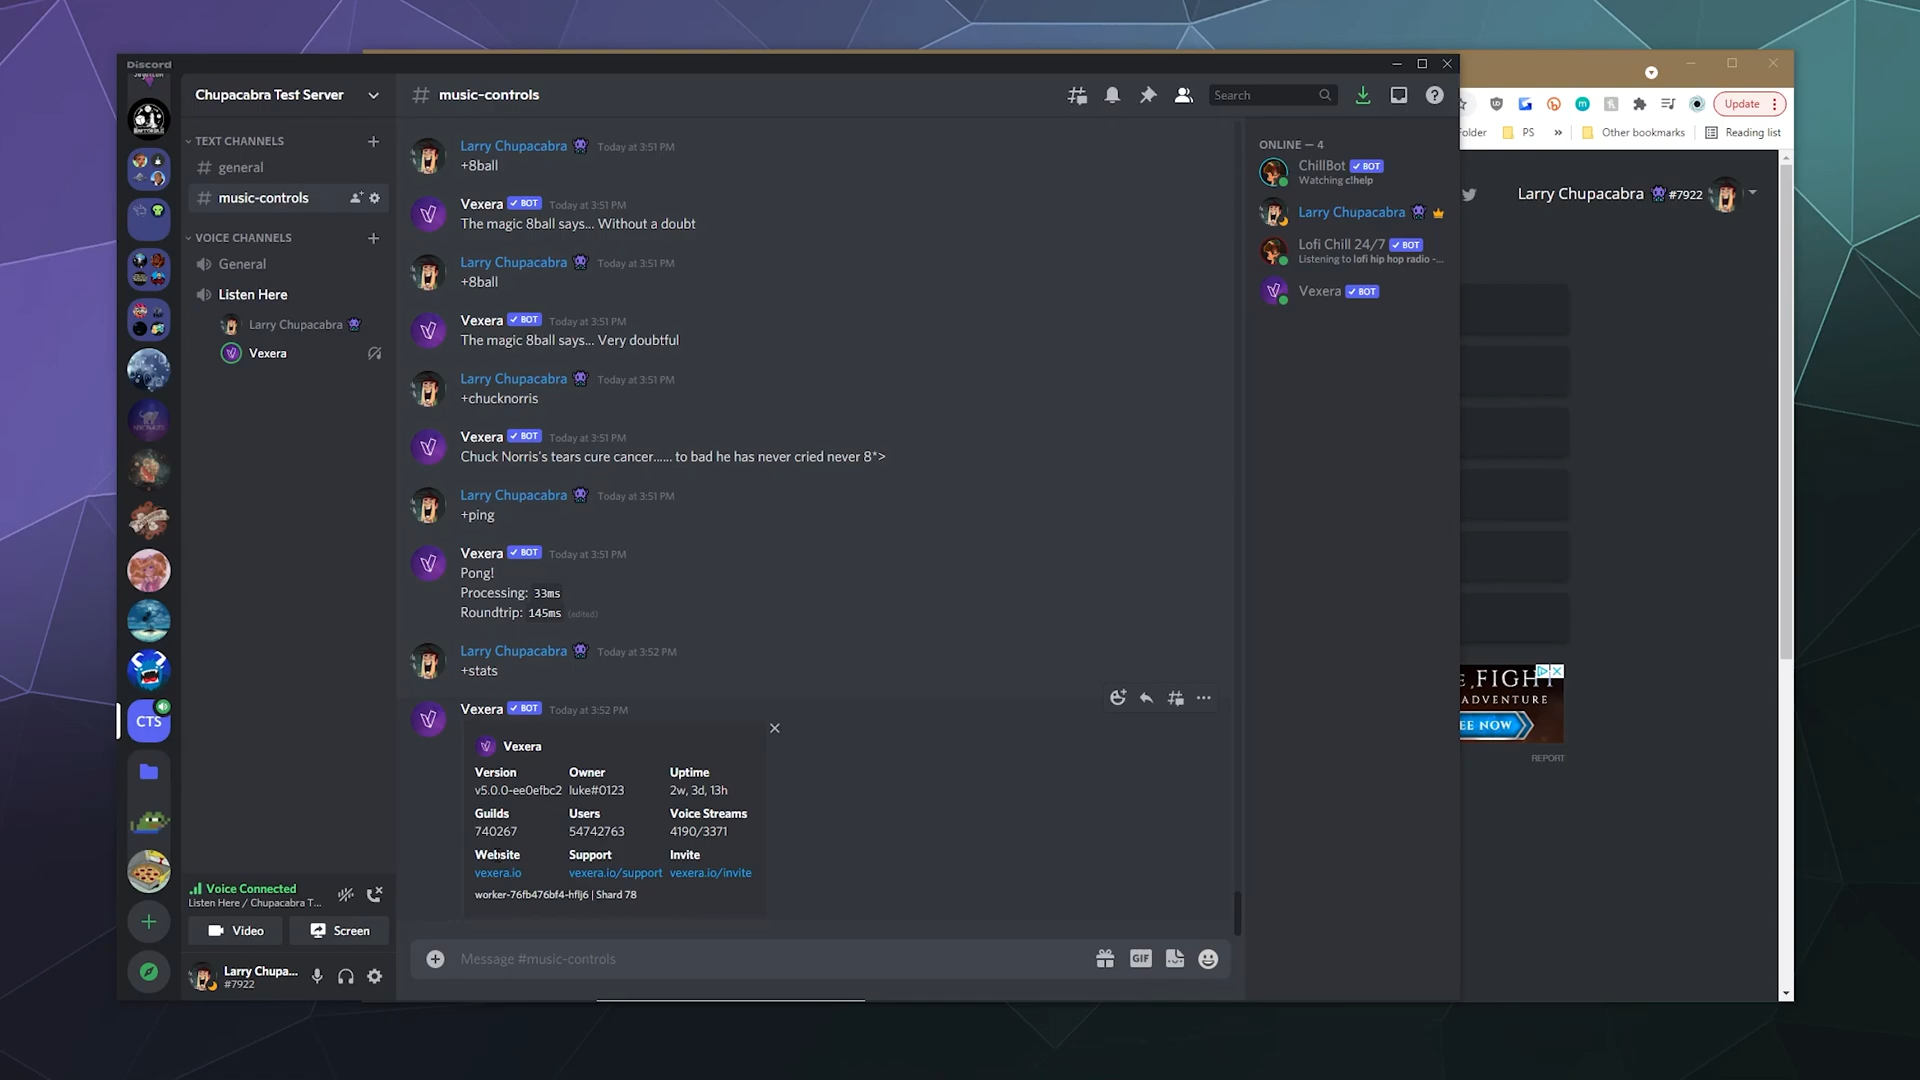 Discord
Chupacabra Test Server
TEXT CHANNELS
general
music-controls
VOICE CHANNELS
General
Listen Here
Larry Chupacabra
Vexera
CTS
Voice Connected
Listen Here / Chupacabra T...
Video
Screen
Larry Chupa...
#7922
# music-controls
Search
Larry Chupacabra Today at 3:51 PM
+8ball
Vexera ✓ BOT Today at 3:51 PM
The magic 8ball says... Without a doubt
Larry Chupacabra Today at 3:51 PM
+8ball
Vexera ✓ BOT Today at 3:51 PM
The magic 8ball says... Very doubtful
Larry Chupacabra Today at 3:51 PM
+chucknorris
Vexera ✓ BOT Today at 3:51 PM
Chuck Norris's tears cure cancer...... to bad he has never cried never 8*>
Larry Chupacabra Today at 3:51 PM
+ping
Vexera ✓ BOT Today at 3:51 PM
Pong!
Processing: 33ms
Roundtrip: 145ms (edited)
Larry Chupacabra Today at 3:52 PM
+stats
Vexera ✓ BOT Today at 3:52 PM
Vexera
Version Owner Uptime
v5.0.0-ee0efbc2 luke#0123 2w, 3d, 13h
Guilds Users Voice Streams
740267 54742763 4190/3371
Website Support Invite
vexera.io vexera.io/support vexera.io/invite
worker-76fb476bf4-hflj6 | Shard 78
Message #music-controls
GIF
ONLINE — 4
ChillBot ✓ BOT
Watching c!help
Larry Chupacabra
Lofi Chill 24/7 ✓ BOT
Listening to lofi hip hop radio -...
Vexera ✓ BOT
Update
older
PS
»
Other bookmarks
Reading list
Larry Chupacabra #7922
FIGHT
ADVENTURE
EE NOW
REPORT